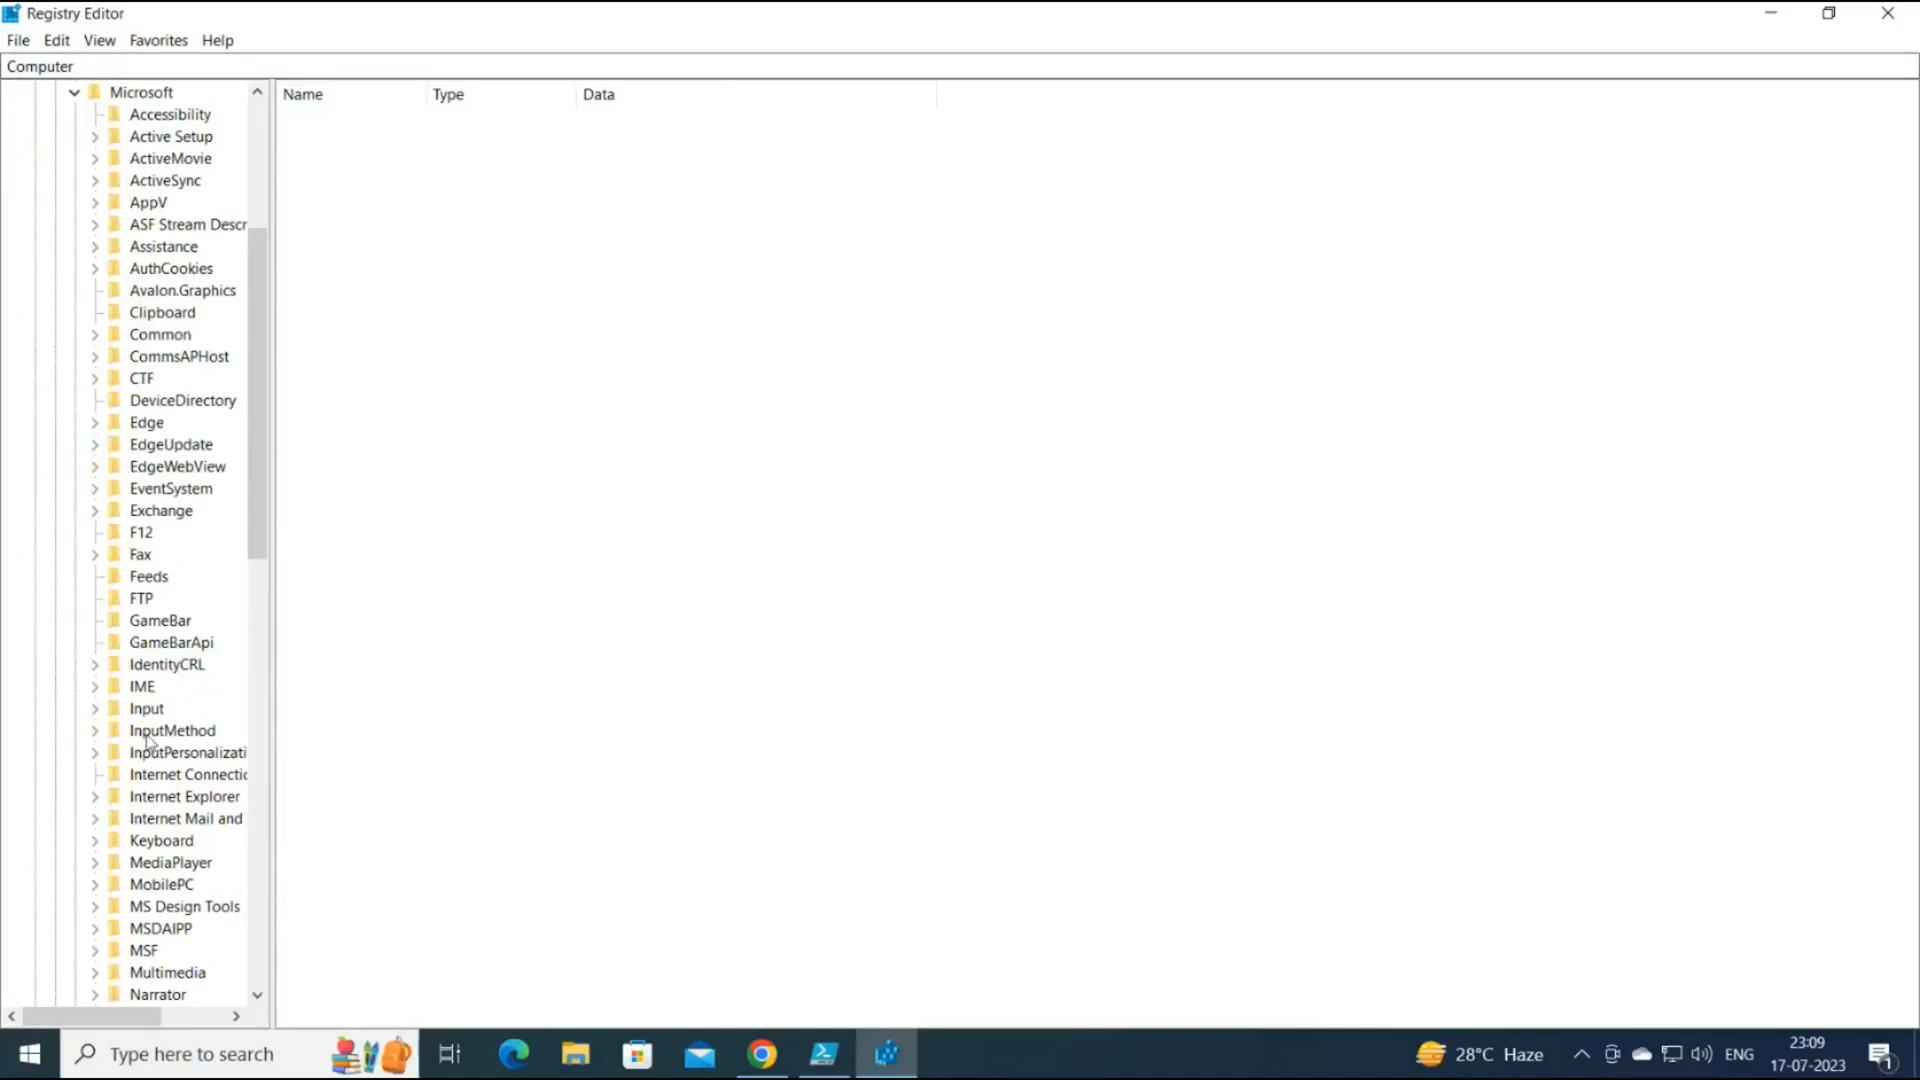 Registry Editor
File Edit View Favorites Help
Computer
Name Type Data
Microsoft
Accessibility
Active Setup
ActiveMovie
ActiveSync
AppV
ASF Stream Descr
Assistance
AuthCookies
Avalon.Graphics
Clipboard
Common
CommsAPHost
CTF
DeviceDirectory
Edge
EdgeUpdate
EdgeWebView
EventSystem
Exchange
F12
Fax
Feeds
FTP
GameBar
GameBarApi
IdentityCRL
IME
Input
InputMethod
InputPersonalizati
Internet Connectic
Internet Explorer
Internet Mail and
Keyboard
MediaPlayer
MobilePC
MS Design Tools
MSDAIPP
MSF
Multimedia
Narrator
Type here to search
28°C Haze
ENG
23:09
17-07-2023
1